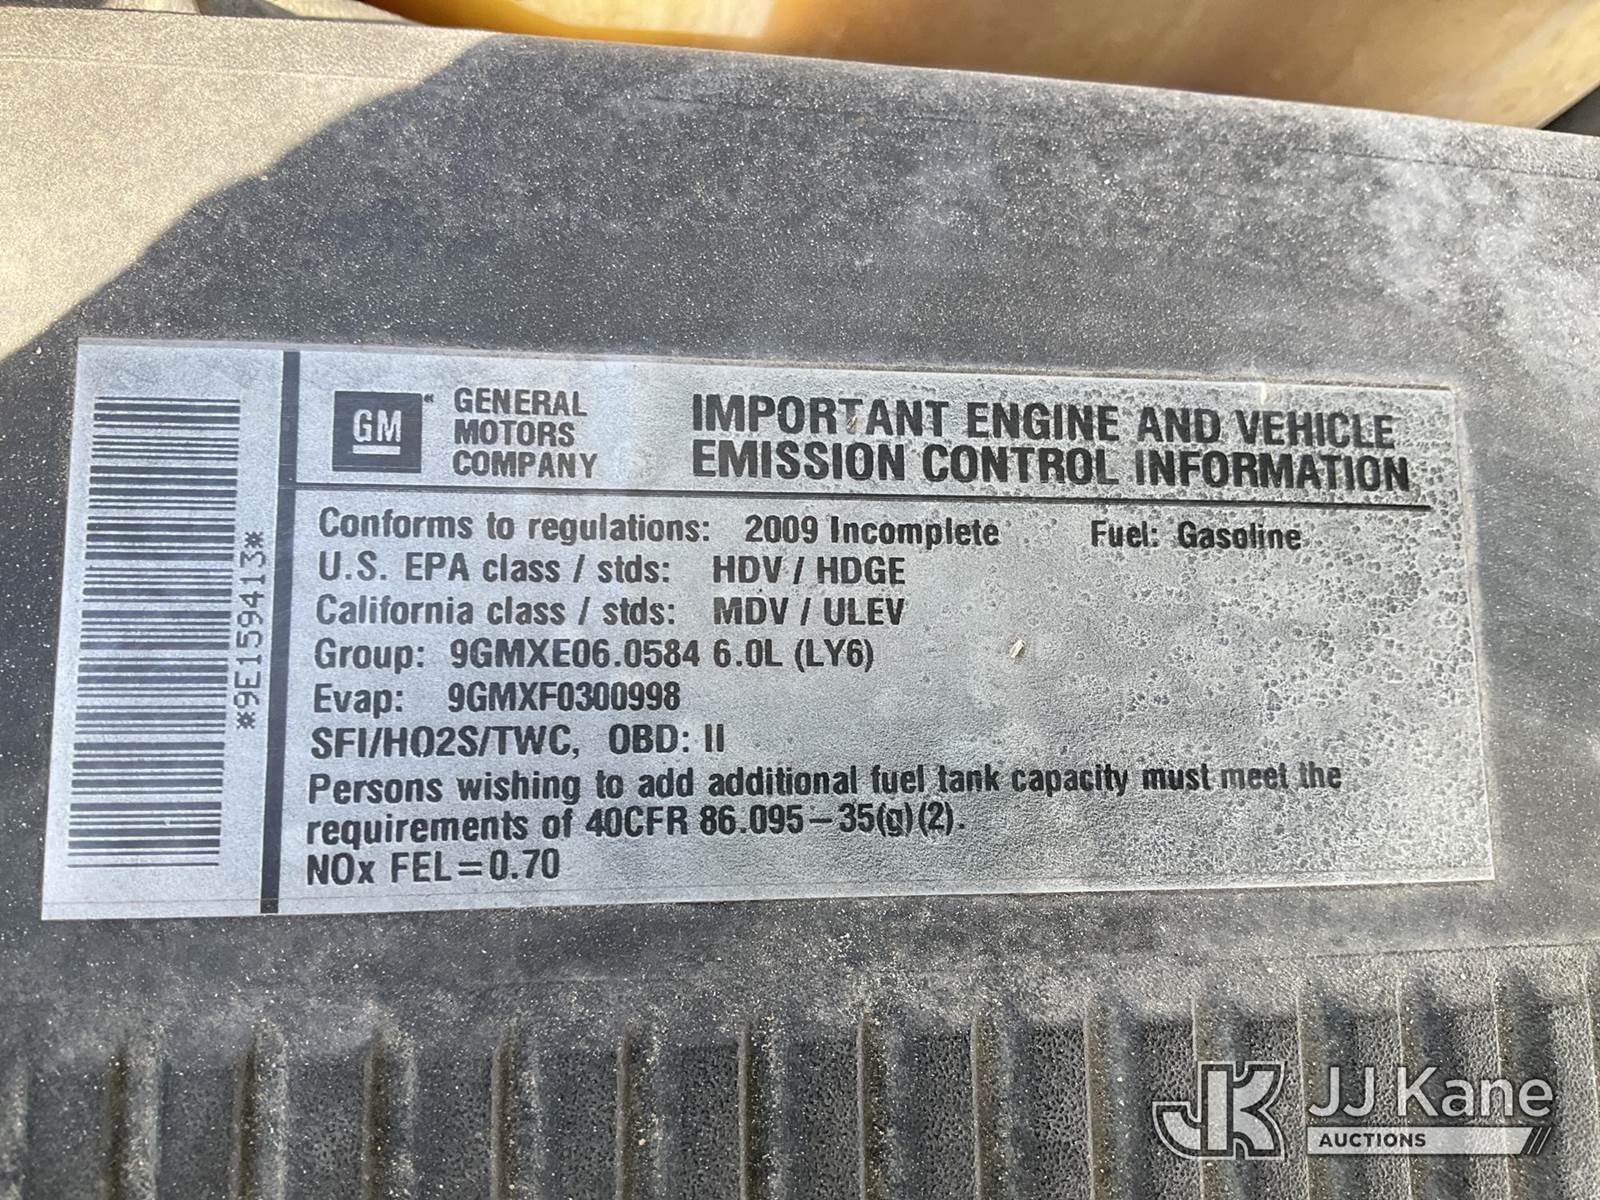 GM
GENERAL
MOTORS
COMPANY
IMPORTANT ENGINE AND VEHICLE
EMISSION CONTROL INFORMATION
Conforms to regulations: 2009 Incomplete Fuel: Gasoline
U.S. EPA class / stds: HDV / HDGE
California class / stds: MDV / ULEV
Group: 9GMXE06.0584 6.0L (LY6)
Evap: 9GMXF0300998
SFI/HO2S/TWC, OBD: II
Persons wishing to add additional fuel tank capacity must meet the
requirements of 40CFR 86.095-35(g)(2).
NOx FEL=0.70
*9E159413*
JK JJ Kane
AUCTIONS